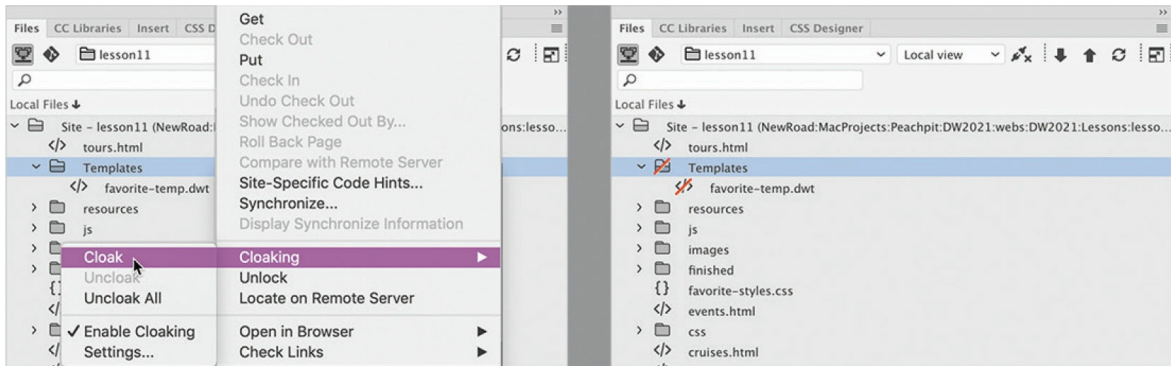 Files CC Libraries Insert CSS D
lesson11
Local Files
Site – lesson11 (NewRoad:
tours.html
Templates
favorite-temp.dwt
resources
js
Get
Check Out
Put
Check In
Undo Check Out
Show Checked Out By...
Roll Back Page
Compare with Remote Server
Site-Specific Code Hints...
Synchronize...
Display Synchronize Information
Cloaking
Unlock
Locate on Remote Server
Open in Browser
Check Links
Cloak
Uncloak
Uncloak All
✓ Enable Cloaking
Settings...
ons:lesso...
Files CC Libraries Insert CSS Designer
lesson11 Local view
Local Files
Site – lesson11 (NewRoad:MacProjects:Peachpit:DW2021:webs:DW2021:Lessons:lesso...
tours.html
Templates
favorite-temp.dwt
resources
js
images
finished
favorite-styles.css
events.html
css
cruises.html